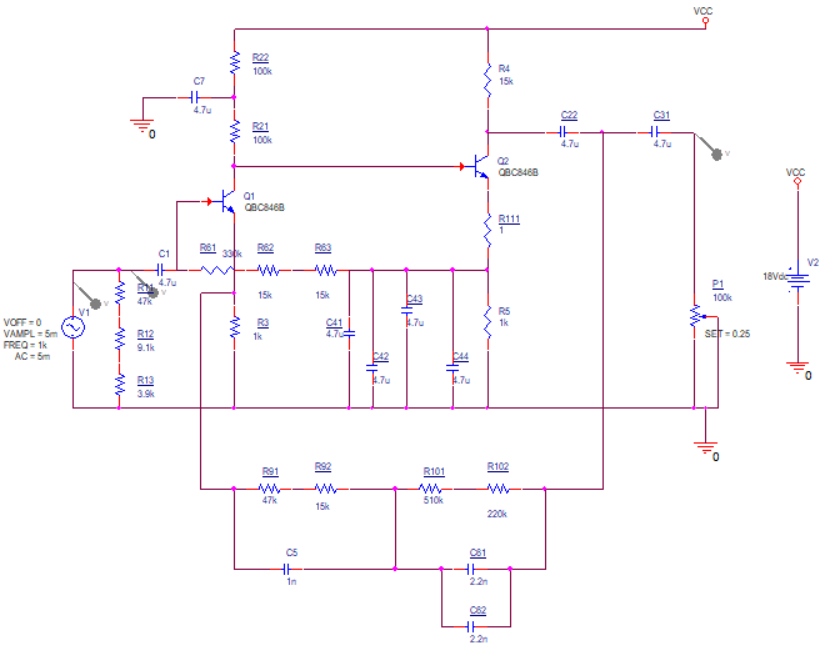 VCC
R22
100k
R4
15k
C7
4.7u
0
R21
100k
C22
4.7u
C31
4.7u
V
Q2
QBC846B
VCC
Q1
QBC846B
R111
1
C1
4.7u
R61
330k
R62
15k
R63
15k
V2
18Vdc
R11
47k
V
V
V1
VOFF = 0
VAMPL = 5m
FREQ = 1k
AC = 5m
R12
9.1k
R13
3.9k
R3
1k
C41
4.7u
C42
4.7u
C43
4.7u
C44
4.7u
R5
1k
P1
100k
SET = 0.25
0
0
R91
47k
R92
15k
R101
510k
R102
220k
C5
1n
C61
2.2n
C62
2.2n